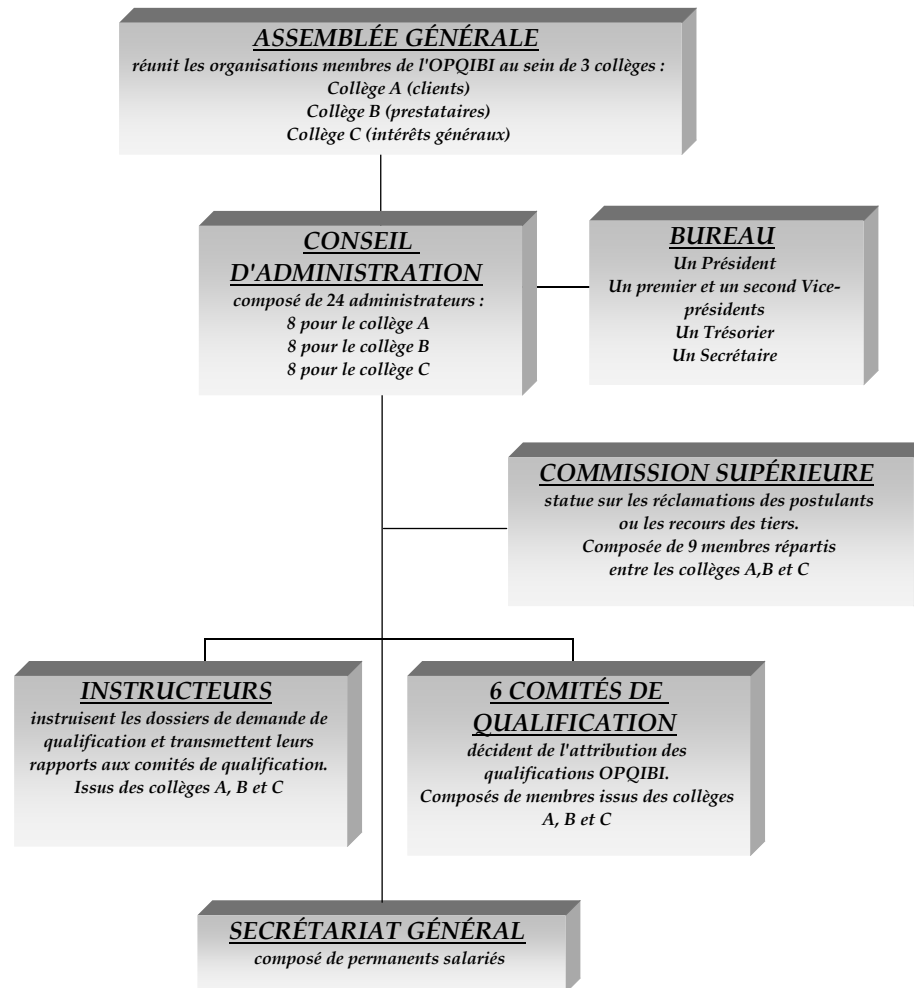 ASSEMBLÉE GÉNÉRALE
réunit les organisations membres de l'OPQIBI au sein de 3 collèges :
Collège A (clients)
Collège B (prestataires)
Collège C (intérêts généraux)
CONSEIL
D'ADMINISTRATION
composé de 24 administrateurs :
8 pour le collège A
8 pour le collège B
8 pour le collège C
BUREAU
Un Président
Un premier et un second Vice-
présidents
Un Trésorier
Un Secrétaire
COMMISSION SUPÉRIEURE
statue sur les réclamations des postulants
ou les recours des tiers.
Composée de 9 membres répartis
entre les collèges A,B et C
INSTRUCTEURS
instruisent les dossiers de demande de
qualification et transmettent leurs
rapports aux comités de qualification.
Issus des collèges A, B et C
6 COMITÉS DE
QUALIFICATION
décident de l'attribution des
qualifications OPQIBI.
Composés de membres issus des collèges
A, B et C
SECRÉTARIAT GÉNÉRAL
composé de permanents salariés